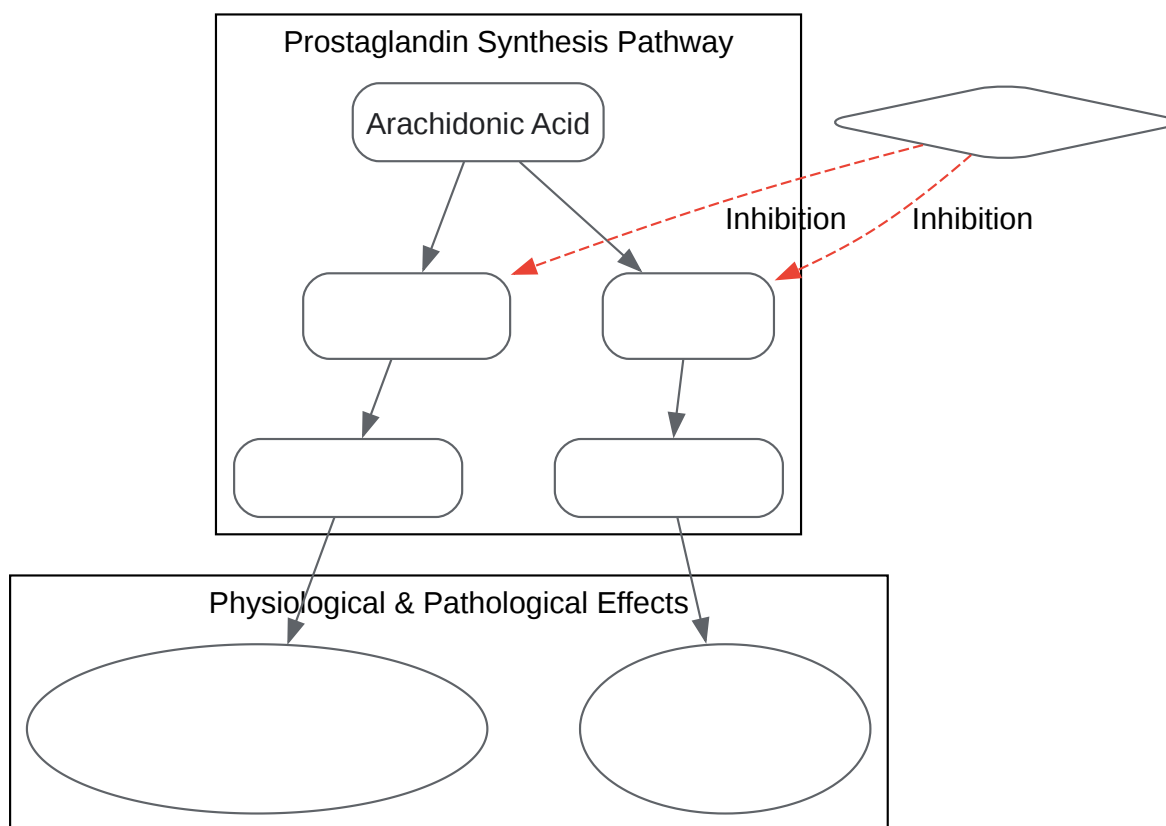 Prostaglandin Synthesis Pathway
Arachidonic Acid
Inhibition
Inhibition
Physiological & Pathological Effects